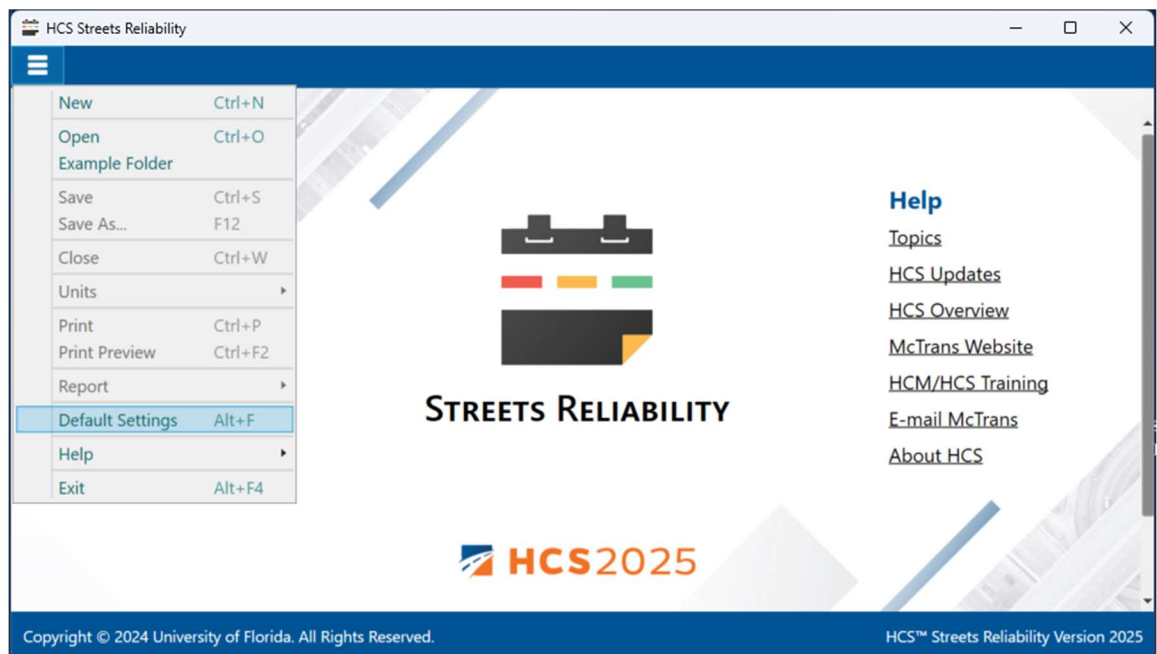 HCS Streets Reliability
New Ctrl+N
Open Ctrl+O
Example Folder
Save Ctrl+S
Save As... F12
Close Ctrl+W
Units
Print Ctrl+P
Print Preview Ctrl+F2
Report
Default Settings Alt+F
Help
Exit Alt+F4
STREETS RELIABILITY
HCS2025
Help
Topics
HCS Updates
HCS Overview
McTrans Website
HCM/HCS Training
E-mail McTrans
About HCS
Copyright © 2024 University of Florida. All Rights Reserved.
HCS™ Streets Reliability Version 2025